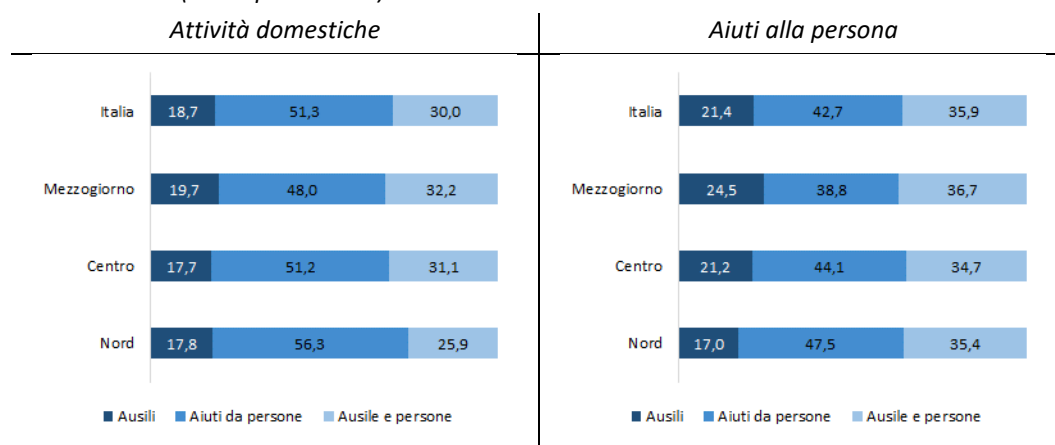 Attività domestiche
Aiuti alla persona
Italia 18,7 51,3 30,0
Mezzogiorno 19,7 48,0 32,2
Centro 17,7 51,2 31,1
Nord 17,8 56,3 25,9
Ausili Aiuti da persone Ausile e persone
Italia 21,4 42,7 35,9
Mezzogiorno 24,5 38,8 36,7
Centro 21,2 44,1 34,7
Nord 17,0 47,5 35,4
Ausili Aiuti da persone Ausile e persone